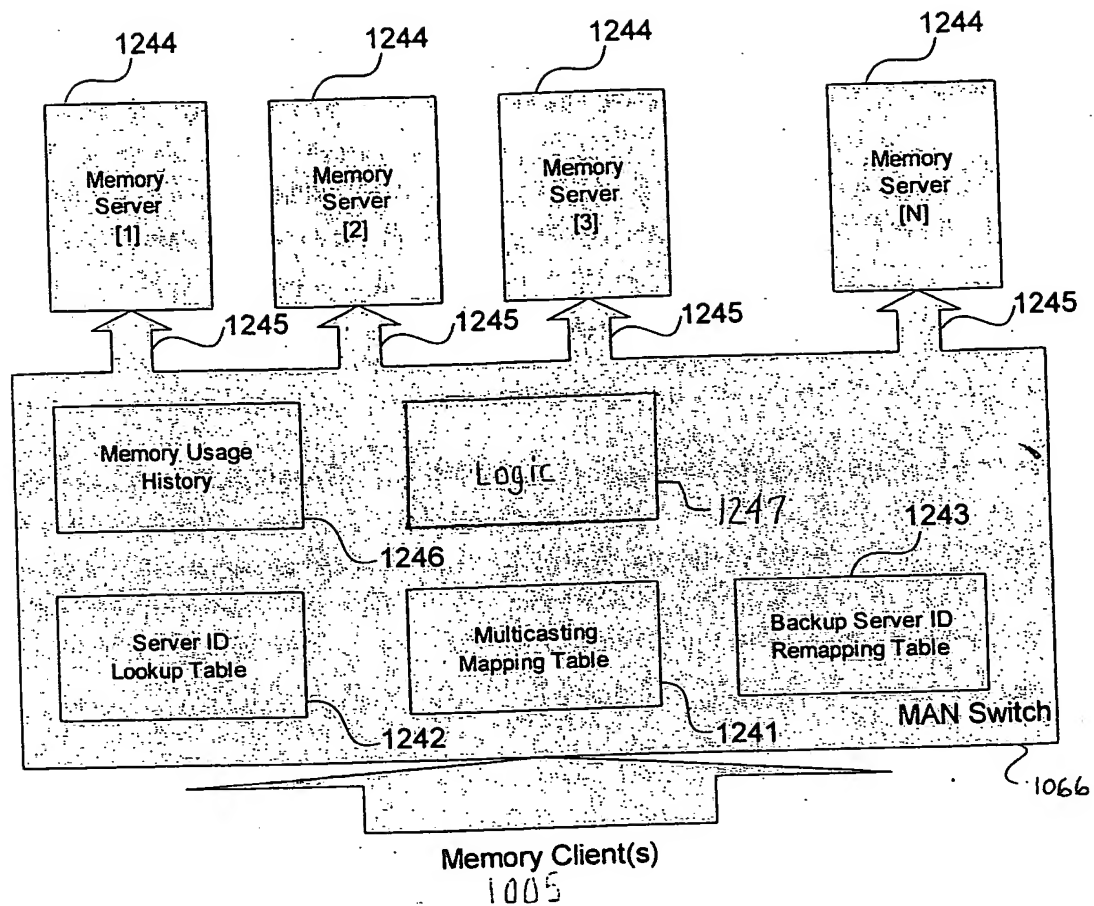 1244 1244 1244 1244
Memory
Server
[1]
Memory
Server
[2]
Memory
Server
[3]
Memory
Server
[N]
1245 1245 1245 1245
Memory Usage
History
1246
Logic
1247
1243
Server ID
Lookup Table
1242
Multicasting
Mapping Table
1241
Backup Server ID
Remapping Table
MAN Switch
1066
Memory Client(s)
1005